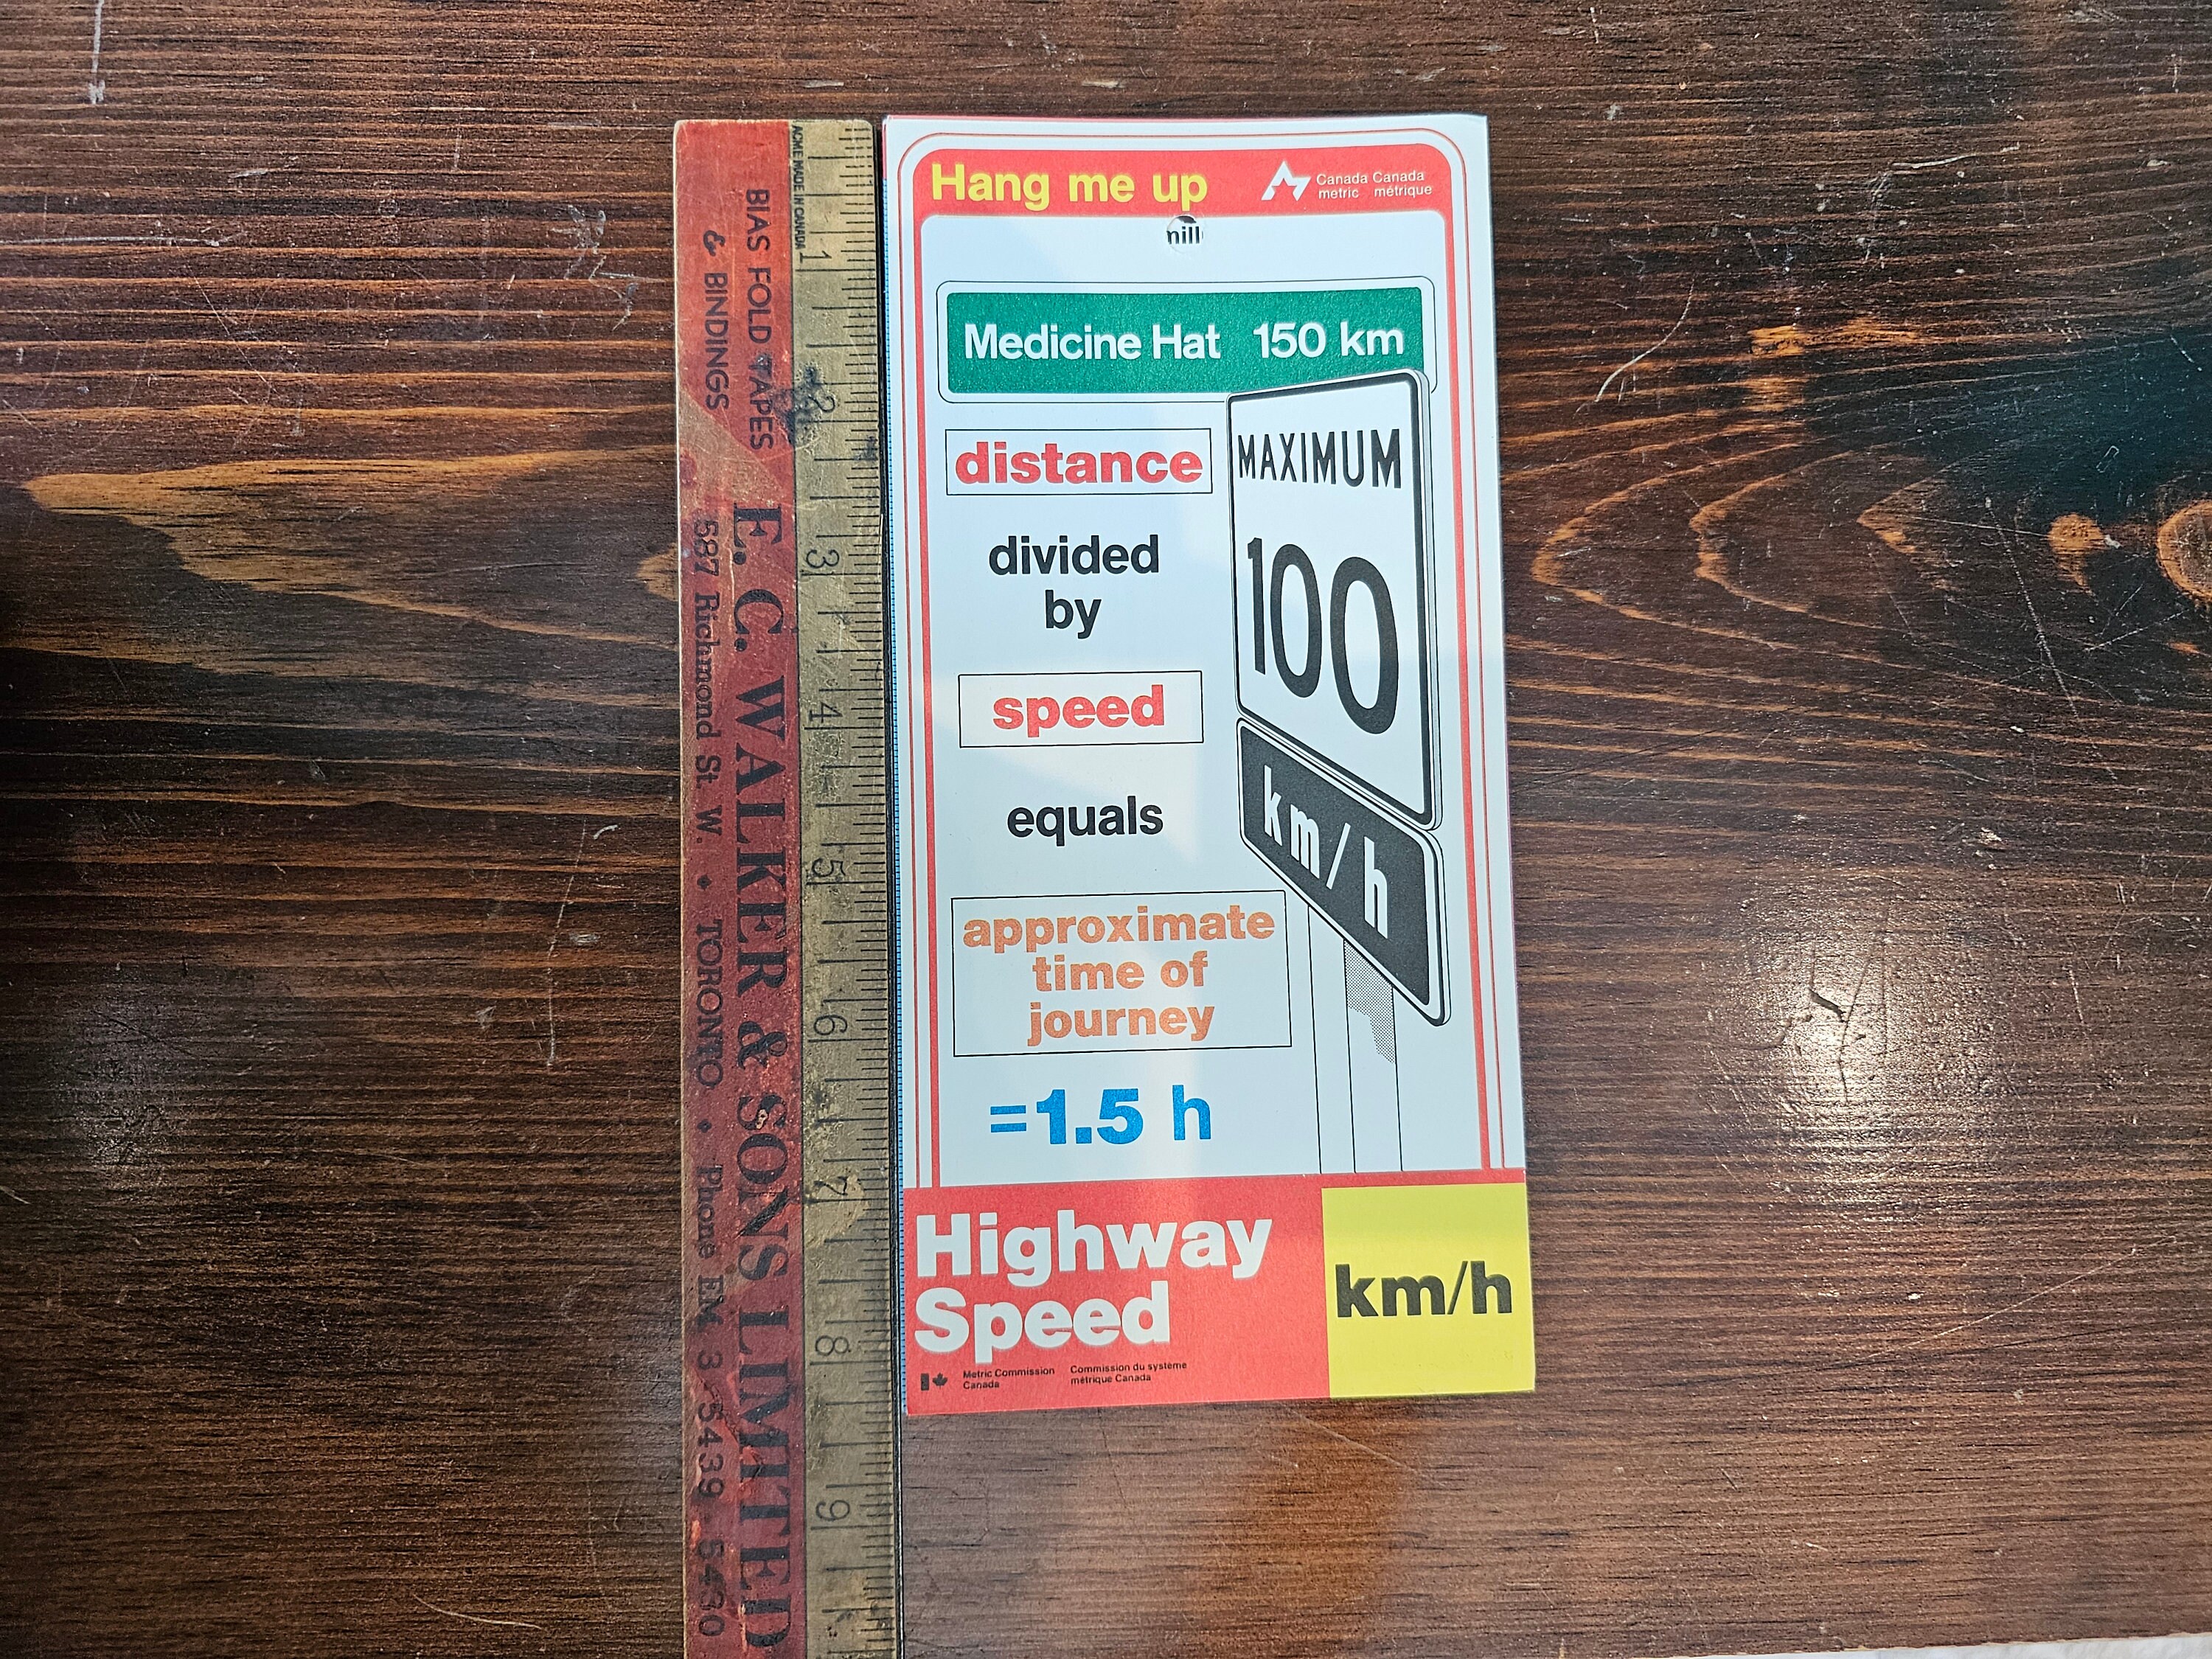 ACME MADE IN CANADA
BIAS FOLD TAPES
& BINDINGS
E. C. WALKER & SONS LIMITED
587 Richmond St. W. • TORONTO • Phone EM 3-5439-5430
1
2
3
4
5
6
7
8
9
Hang me up
Canada Canada
metric métrique
Medicine Hat 150 km
distance
divided
by
speed
equals
approximate
time of
journey
=1.5 h
MAXIMUM
100
km/h
Highway
Speed
km/h
Metric Commission Commission du système
Canada métrique Canada